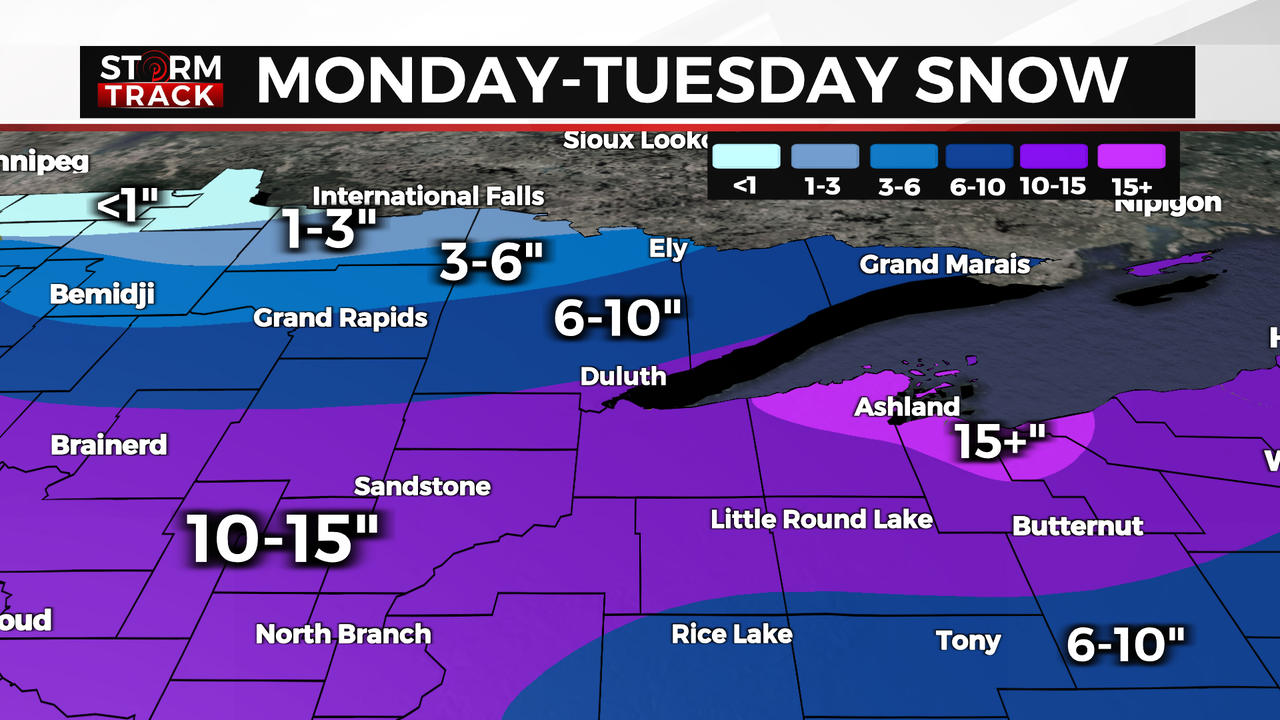 STORM
TRACK
MONDAY-TUESDAY SNOW
<1
1-3
3-6
6-10
10-15
15+
Sioux Looko
nnipeg
<1"
International Falls
Nipigon
1-3"
3-6"
Ely
Grand Marais
Bemidji
Grand Rapids
6-10"
H
Duluth
Ashland
15+"
Brainerd
W
Sandstone
10-15"
Little Round Lake
Butternut
oud
North Branch
Rice Lake
Tony
6-10"